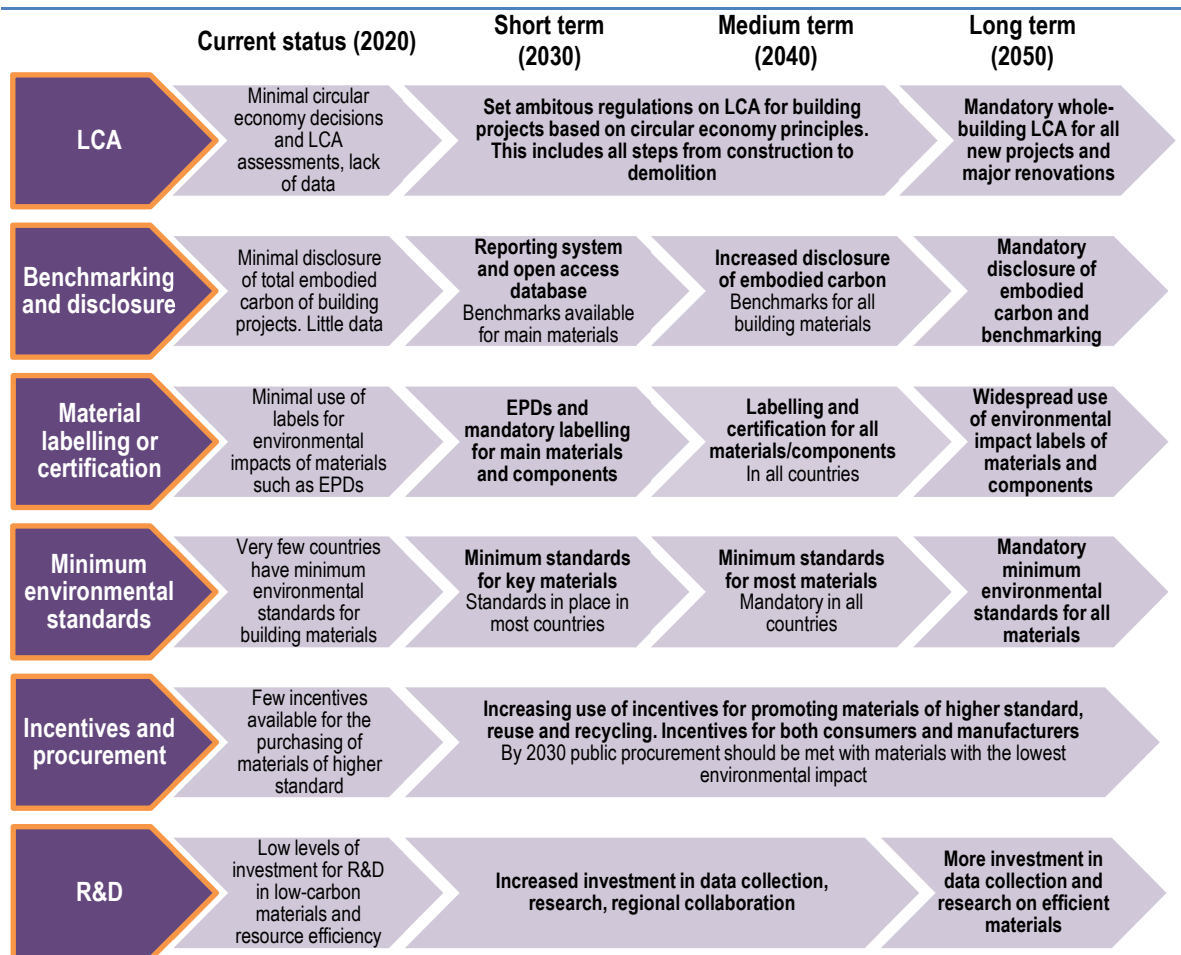 Current status (2020)
Short term
(2030)
Medium term
(2040)
Long term
(2050)
LCA
Minimal circular
economy decisions
and LCA
assessments, lack
of data
Set ambitous regulations on LCA for building
projects based on circular economy principles.
This includes all steps from construction to
demolition
Mandatory whole-
building LCA for all
new projects and
major renovations
Benchmarking
and disclosure
Minimal disclosure
of total embodied
carbon of building
projects. Little data
Reporting system
and open access
database
Benchmarks available
for main materials
Increased disclosure
of embodied carbon
Benchmarks for all
building materials
Mandatory
disclosure of
embodied
carbon and
benchmarking
Material
labelling or
certification
Minimal use of
labels for
environmental
impacts of materials
such as EPDs
EPDs and
mandatory labelling
for main materials
and components
Labelling and
certification for all
materials/components
In all countries
Widespread use
of environmental
impact labels of
materials and
components
Minimum
environmental
standards
Very few countries
have minimum
environmental
standards for
building materials
Minimum standards
for key materials
Standards in place in
most countries
Minimum standards
for most materials
Mandatory in all
countries
Mandatory
minimum
environmental
standards for all
materials
Incentives and
procurement
Few incentives
available for the
purchasing of
materials of higher
standard
Increasing use of incentives for promoting materials of higher standard,
reuse and recycling. Incentives for both consumers and manufacturers
By 2030 public procurement should be met with materials with the lowest
environmental impact
R&D
Low levels of
investment for R&D
in low-carbon
materials and
resource efficiency
Increased investment in data collection,
research, regional collaboration
More investment in
data collection and
research on efficient
materials